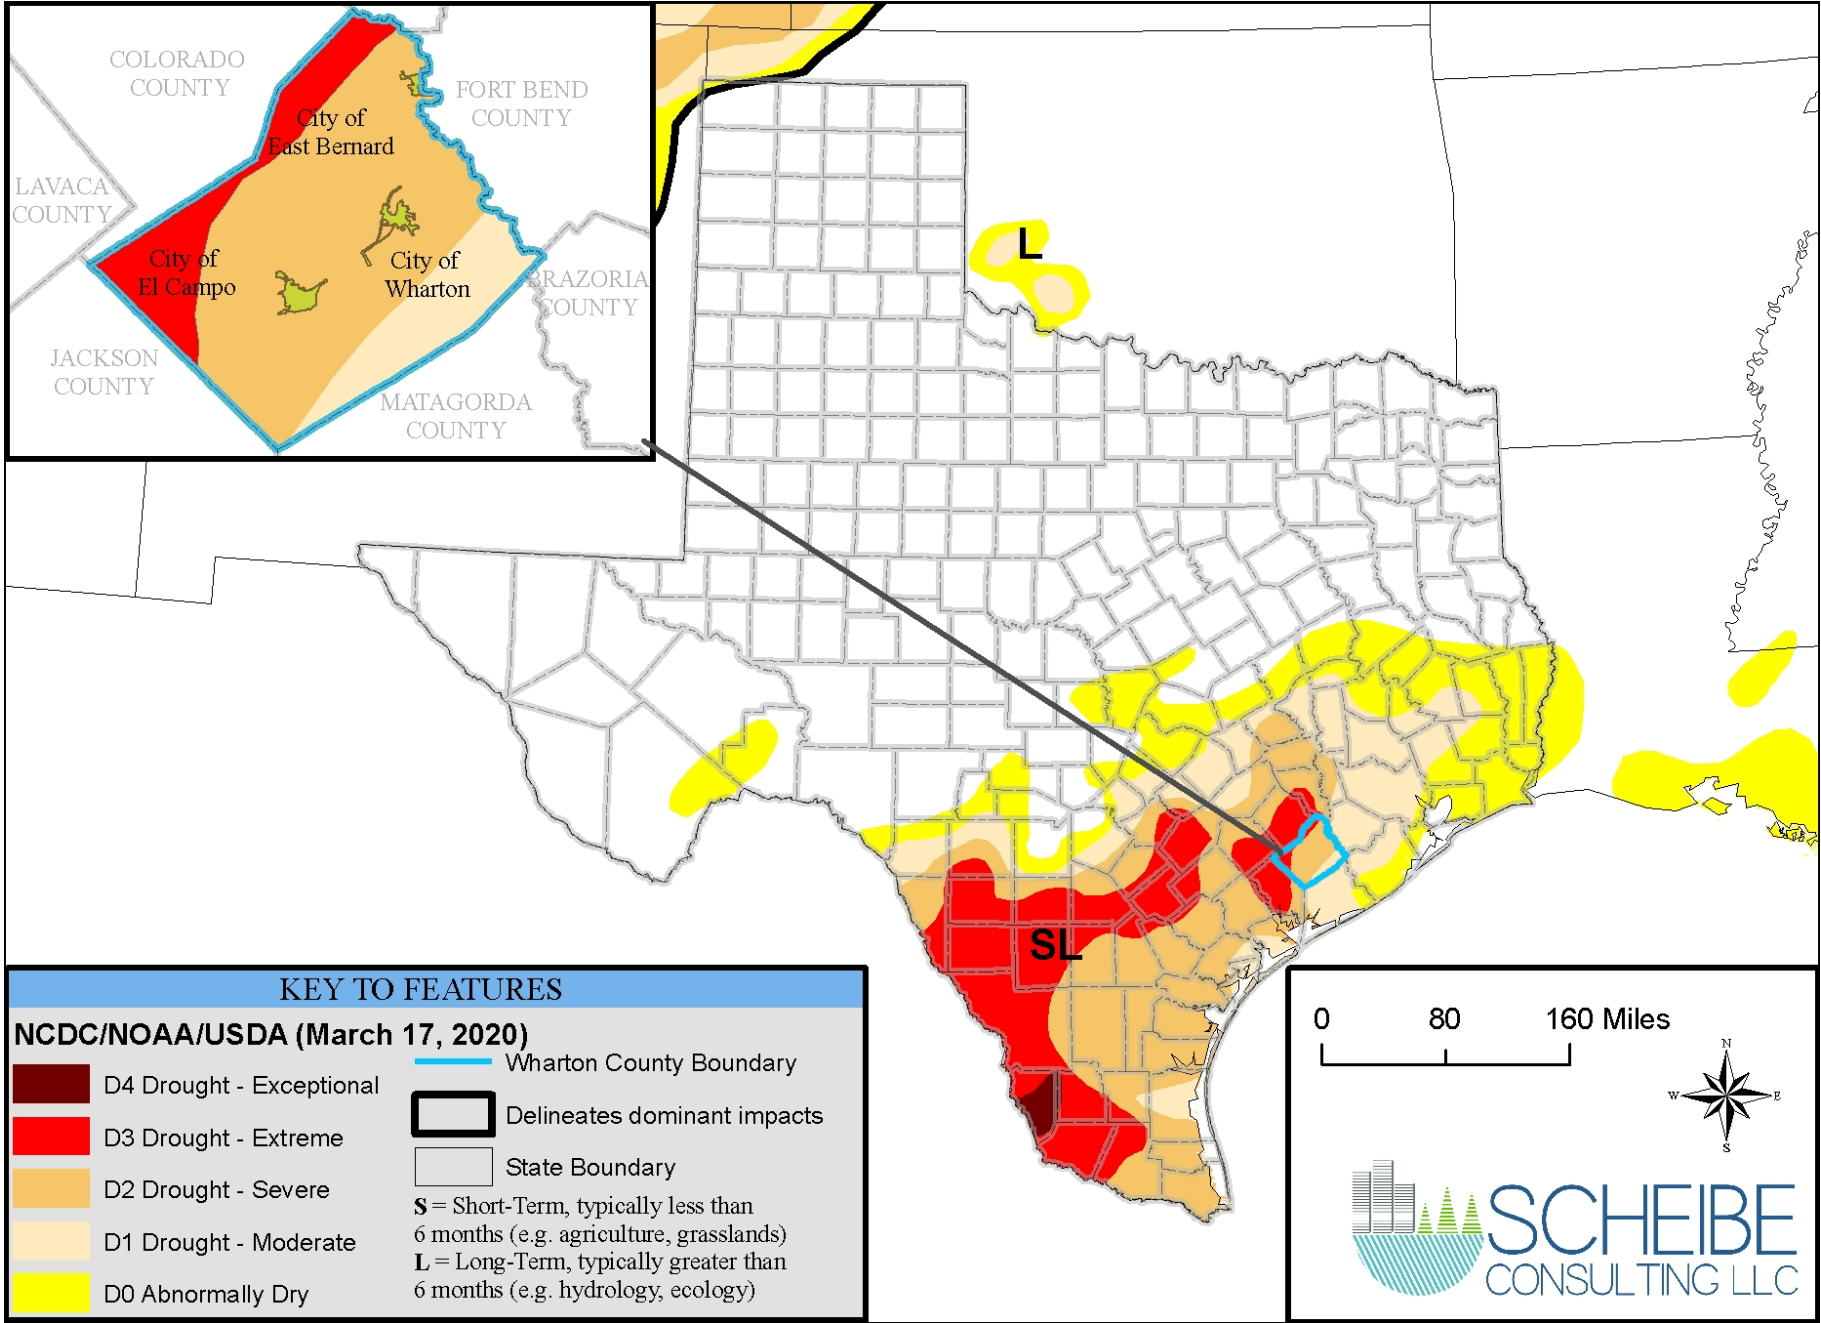 COLORADO
COUNTY
FORT BEND
COUNTY
City of
East Bernard
LAVACA
COUNTY
City of
El Campo
City of
Wharton
BRAZORIA
COUNTY
JACKSON
COUNTY
MATAGORDA
COUNTY
L
SL
KEY TO FEATURES
NCDC/NOAA/USDA (March 17, 2020)
D4 Drought - Exceptional
D3 Drought - Extreme
D2 Drought - Severe
D1 Drought - Moderate
D0 Abnormally Dry
Wharton County Boundary
Delineates dominant impacts
State Boundary
S = Short-Term, typically less than
6 months (e.g. agriculture, grasslands)
L = Long-Term, typically greater than
6 months (e.g. hydrology, ecology)
0 80 160 Miles
N
W E
S
SCHEIBE
CONSULTING LLC